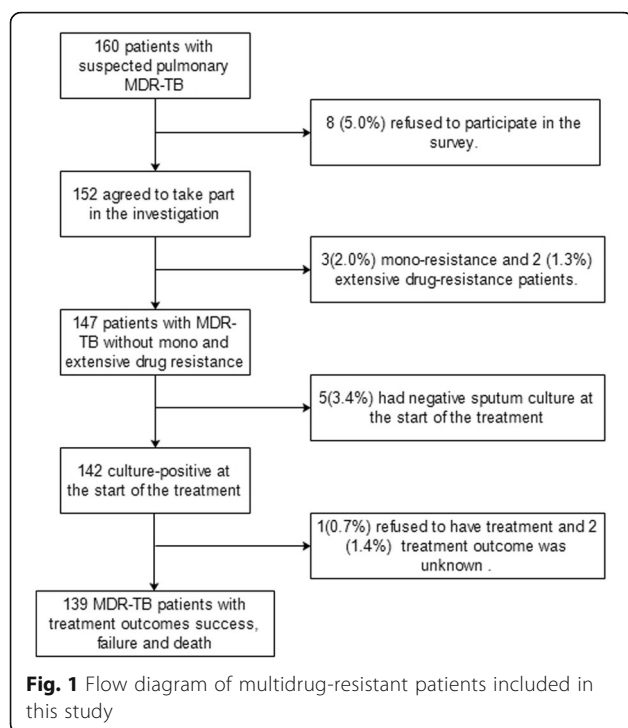 160 patients with
suspected pulmonary
MDR-TB
8 (5.0%) refused to participate in the
survey.
152 agreed to take part
in the investigation
3(2.0%) mono-resistance and 2 (1.3%)
extensive drug-resistance patients.
147 patients with MDR-
TB without mono and
extensive drug resistance
5(3.4%) had negative sputum culture at
the start of the treatment
142 culture-positive at
the start of the treatment
1(0.7%) refused to have treatment and 2
(1.4%) treatment outcome was
unknown .
139 MDR-TB patients with
treatment outcomes success,
failure and death
Fig. 1 Flow diagram of multidrug-resistant patients included in
this study